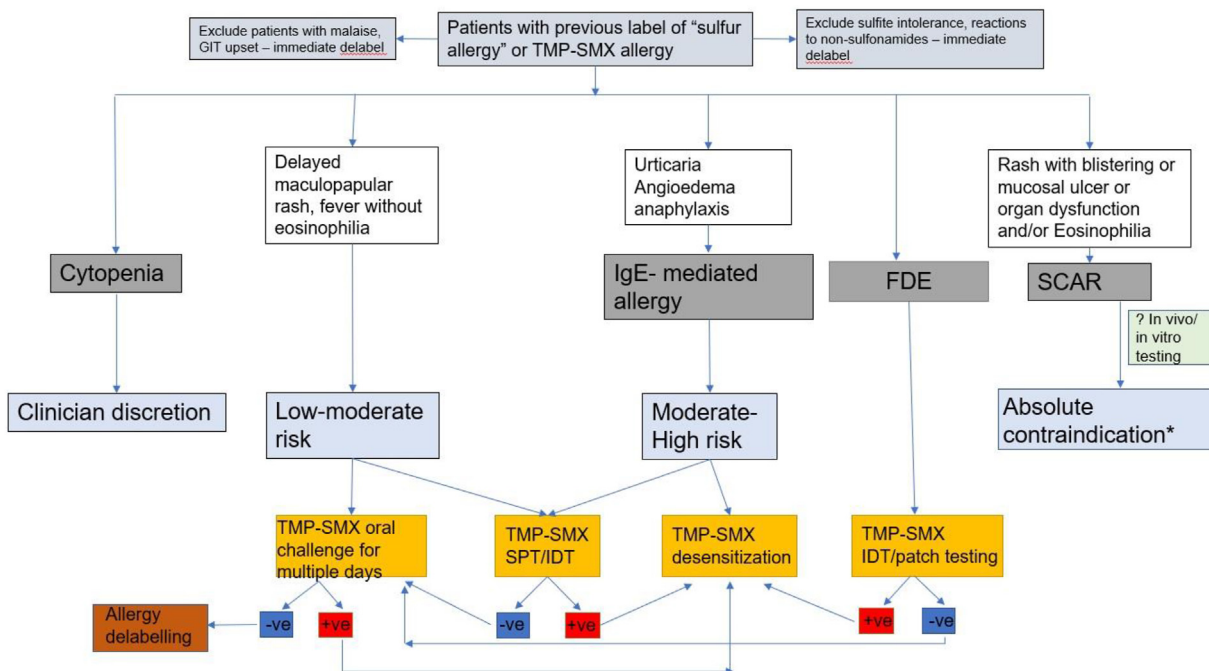 Exclude patients with malaise,
GIT upset – immediate delabel
Patients with previous label of “sulfur
allergy” or TMP-SMX allergy
Exclude sulfite intolerance, reactions
to non-sulfonamides – immediate
delabel
Delayed
maculopapular
rash, fever without
eosinophilia
Urticaria
Angioedema
anaphylaxis
Rash with blistering or
mucosal ulcer or
organ dysfunction
and/or Eosinophilia
Cytopenia
IgE- mediated
allergy
FDE
SCAR
? In vivo/
in vitro
testing
Clinician discretion
Low-moderate
risk
Moderate-
High risk
Absolute
contraindication*
TMP-SMX oral
challenge for
multiple days
TMP-SMX
SPT/IDT
TMP-SMX
desensitization
TMP-SMX
IDT/patch testing
Allergy
delabelling
-ve
+ve
-ve
+ve
+ve
-ve